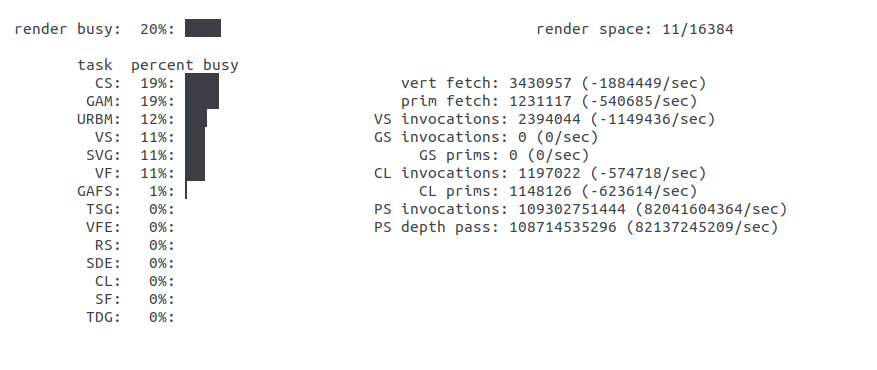 render busy: 20%: render space: 11/16384
task percent busy
CS: 19%: vert fetch: 3430957 (-1884449/sec)
GAM: 19%: prim fetch: 1231117 (-540685/sec)
URBM: 12%: VS invocations: 2394044 (-1149436/sec)
VS: 11%: GS invocations: 0 (0/sec)
SVG: 11%: GS prims: 0 (0/sec)
VF: 11%: CL invocations: 1197022 (-574718/sec)
GAFS: 1%: CL prims: 1148126 (-623614/sec)
TSG: 0%: PS invocations: 109302751444 (82041604364/sec)
VFE: 0%: PS depth pass: 108714535296 (82137245209/sec)
RS: 0%:
SDE: 0%:
CL: 0%:
SF: 0%:
TDG: 0%: